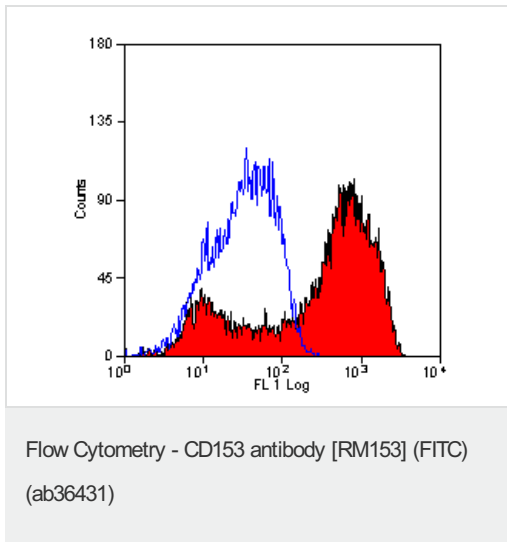 180
135
90
45
0
Counts
10⁰ 10¹ 10² 10³ 10⁴
FL 1 Log
Flow Cytometry - CD153 antibody [RM153] (FITC)
(ab36431)